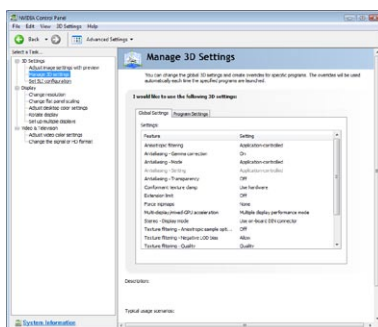 NVIDIA Control Panel
File Edit View 3D Settings Help
Back Advanced Settings
Select a Task...
3D Settings
Adjust image settings with preview
Manage 3D settings
Set SLI configuration
Display
Change resolution
Change flat panel scaling
Adjust desktop color settings
Rotate display
Set up multiple displays
Video & Television
Adjust video color settings
Change the signal or HD format
System Information
Manage 3D Settings
You can change the global 3D settings and create overrides for specific programs. The overrides will be used
automatically each time the specified programs are launched.
I would like to use the following 3D settings:
Global Settings Program Settings
Settings:
Feature Setting
Anisotropic filtering Application-controlled
Antialiasing - Gamma correction On
Antialiasing - Mode Application-controlled
Antialiasing - Setting Application-controlled
Antialiasing - Transparency Off
Conformant texture clamp Use hardware
Extension limit Off
Force mipmaps None
Multi-display/mixed-GPU acceleration Multiple display performance mode
Stereo - Display mode Use on-board DIN connector
Texture filtering - Anisotropic sample opti... Off
Texture filtering - Negative LOD bias Allow
Texture filtering - Quality Quality
Description:
Typical usage scenarios: